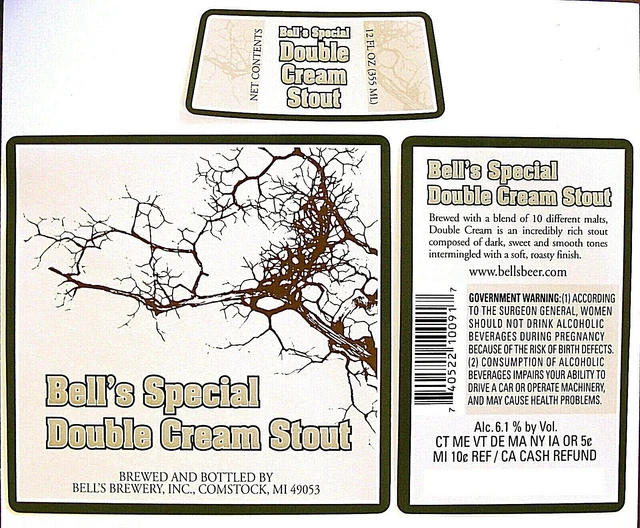 NET CONTENTS
Bell's Special
Double
Cream
Stout
12 FL OZ (355 ML)
Bell's Special
Double Cream Stout
BREWED AND BOTTLED BY
BELL'S BREWERY, INC., COMSTOCK, MI 49053
Bell's Special
Double Cream Stout
Brewed with a blend of 10 different malts,
Double Cream is an incredibly rich stout
composed of dark, sweet and smooth tones
intermingled with a soft, roasty finish.
www.bellsbeer.com
7 40522 10091 7
GOVERNMENT WARNING: (1) ACCORDING
TO THE SURGEON GENERAL, WOMEN
SHOULD NOT DRINK ALCOHOLIC
BEVERAGES DURING PREGNANCY
BECAUSE OF THE RISK OF BIRTH DEFECTS.
(2) CONSUMPTION OF ALCOHOLIC
BEVERAGES IMPAIRS YOUR ABILITY TO
DRIVE A CAR OR OPERATE MACHINERY,
AND MAY CAUSE HEALTH PROBLEMS.
Alc. 6.1 % by Vol.
CT ME VT DE MA NY IA OR 5¢
MI 10¢ REF / CA CASH REFUND